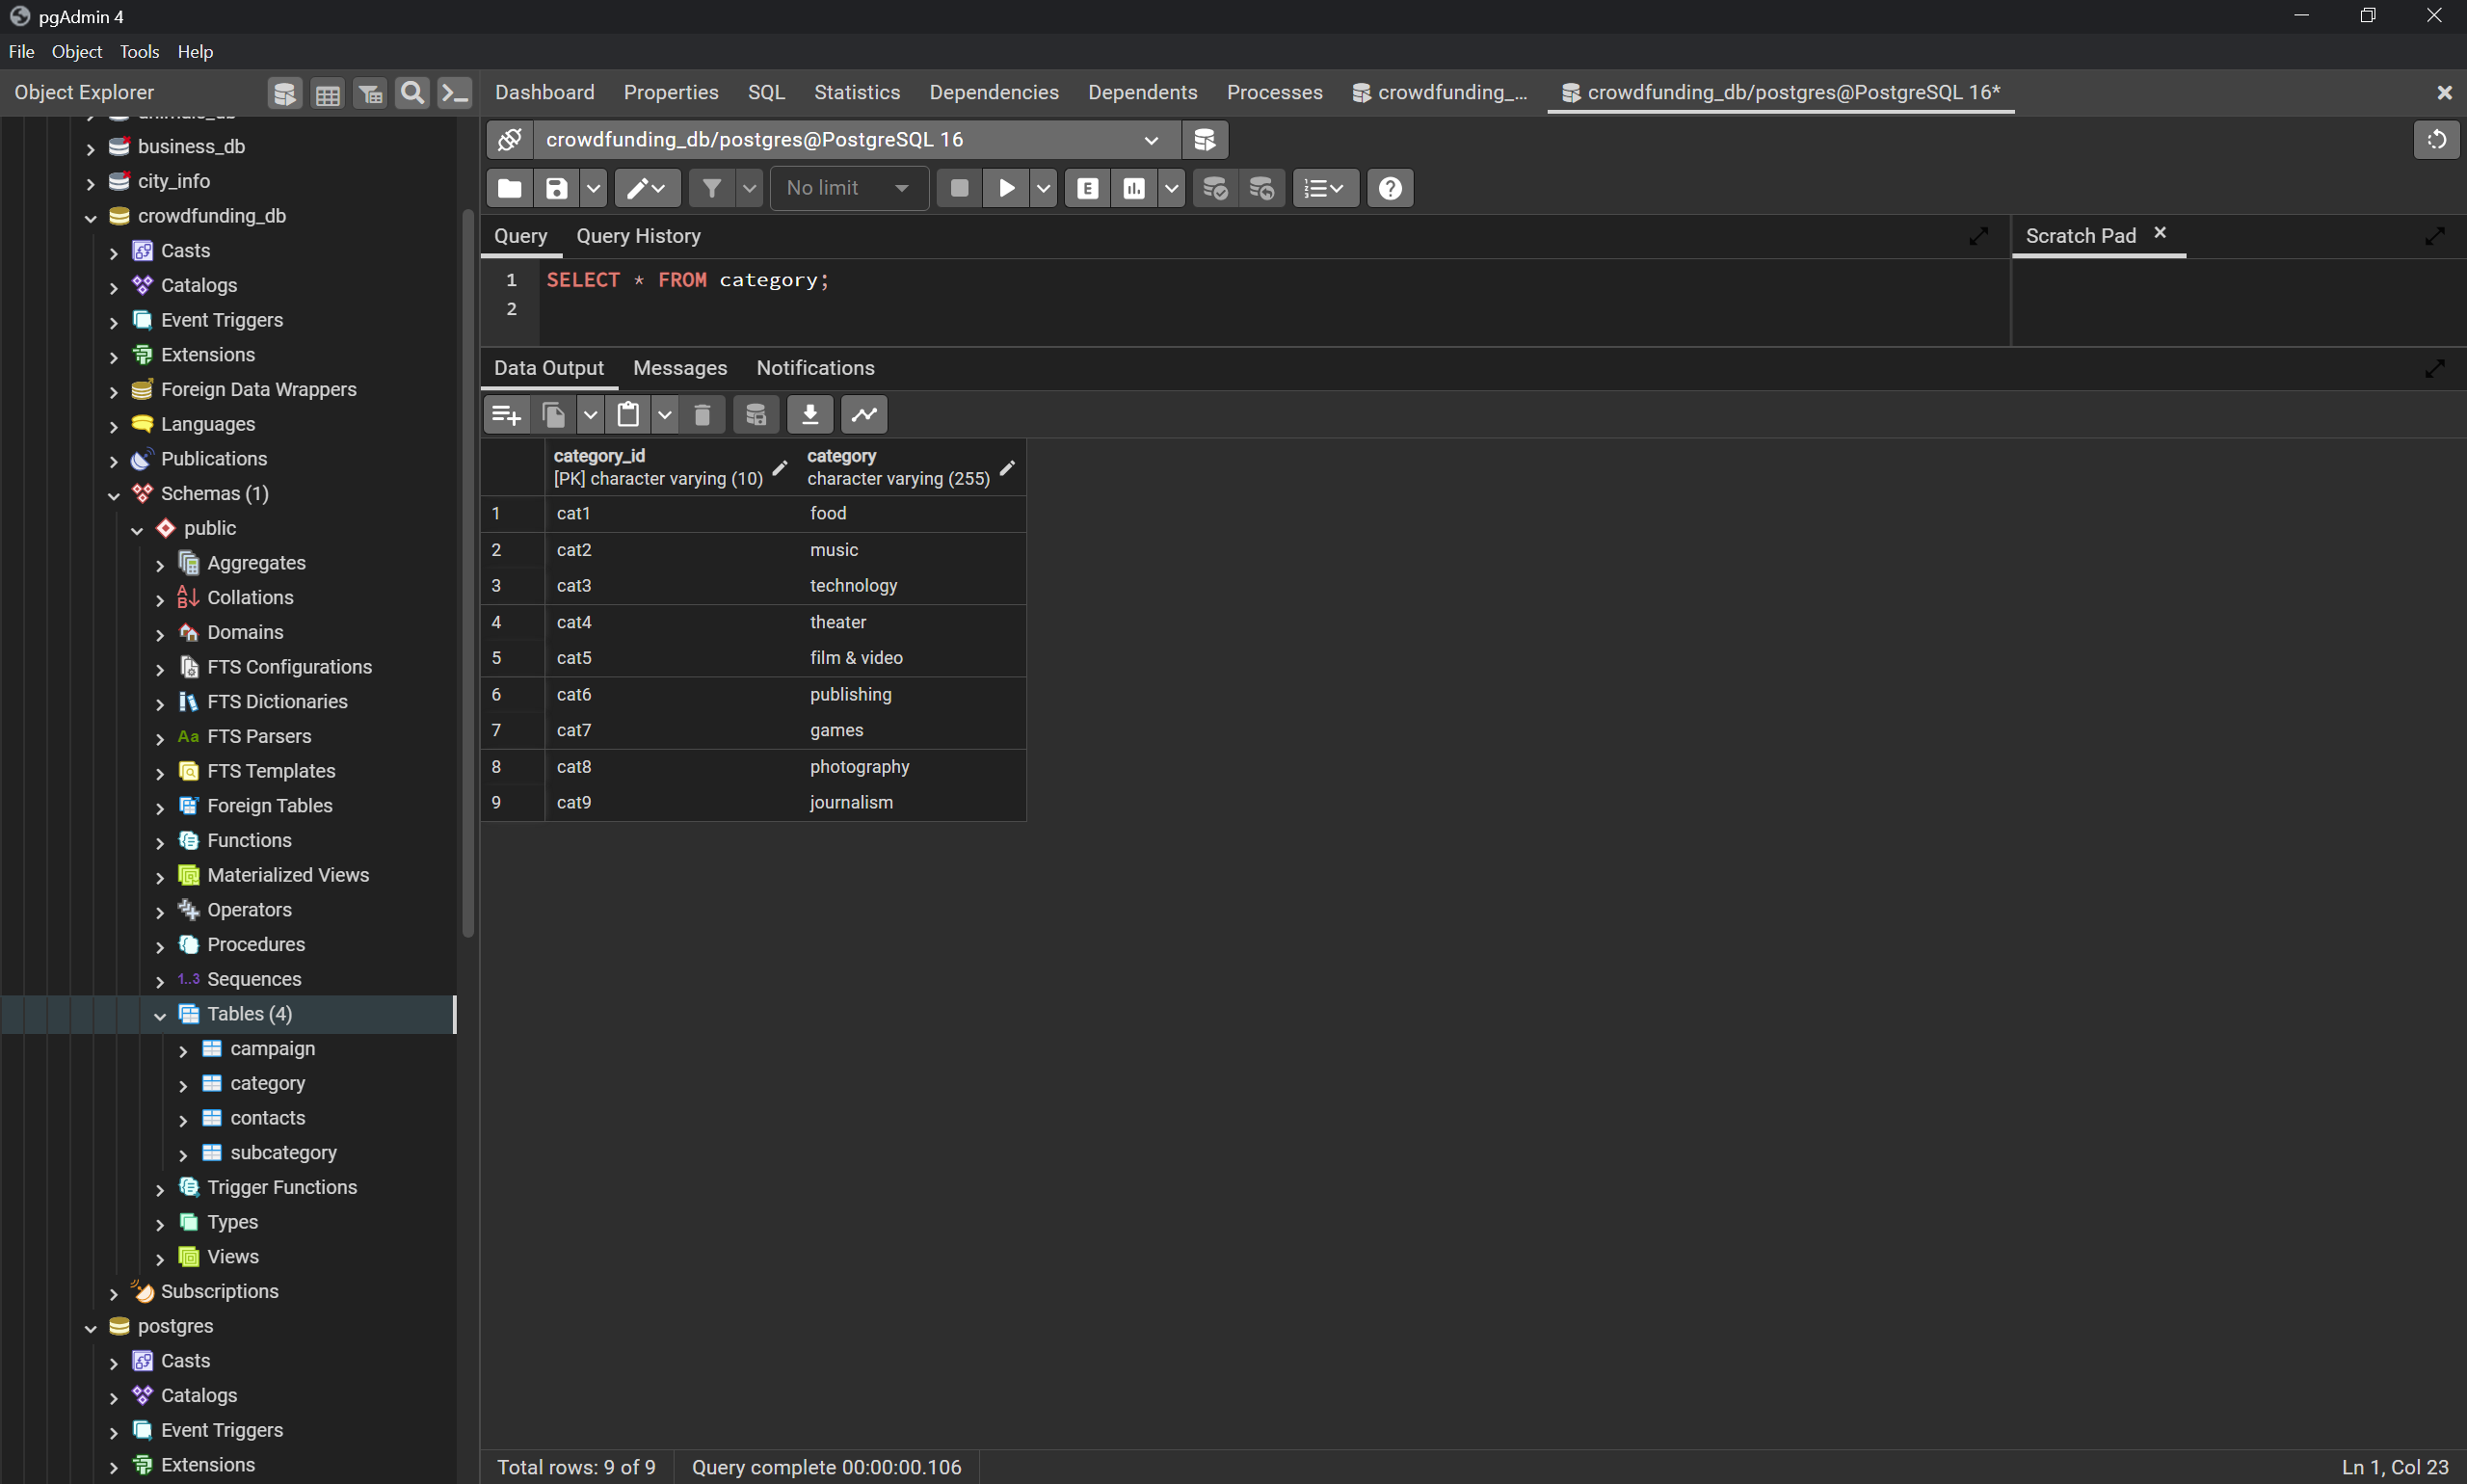 pgAdmin 4
File Object Tools Help
Object Explorer
Dashboard Properties SQL Statistics Dependencies Dependents Processes crowdfunding_... crowdfunding_db/postgres@PostgreSQL 16*
business_db
city_info
crowdfunding_db
Casts
Catalogs
Event Triggers
Extensions
Foreign Data Wrappers
Languages
Publications
Schemas (1)
public
Aggregates
Collations
Domains
FTS Configurations
FTS Dictionaries
Aa FTS Parsers
FTS Templates
Foreign Tables
Functions
Materialized Views
Operators
Procedures
1..3 Sequences
Tables (4)
campaign
category
contacts
subcategory
Trigger Functions
Types
Views
Subscriptions
postgres
Casts
Catalogs
Event Triggers
Extensions
crowdfunding_db/postgres@PostgreSQL 16
No limit
E
Query Query History
Scratch Pad
1 SELECT * FROM category;
2
Data Output Messages Notifications
category_id category
[PK] character varying (10) character varying (255)
1 cat1 food
2 cat2 music
3 cat3 technology
4 cat4 theater
5 cat5 film & video
6 cat6 publishing
7 cat7 games
8 cat8 photography
9 cat9 journalism
Total rows: 9 of 9 Query complete 00:00:00.106 Ln 1, Col 23